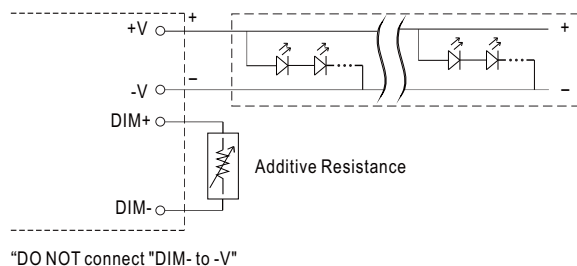 +V
+
+
-V
−
−
DIM+
Additive Resistance
DIM-
“DO NOT connect "DIM- to -V"